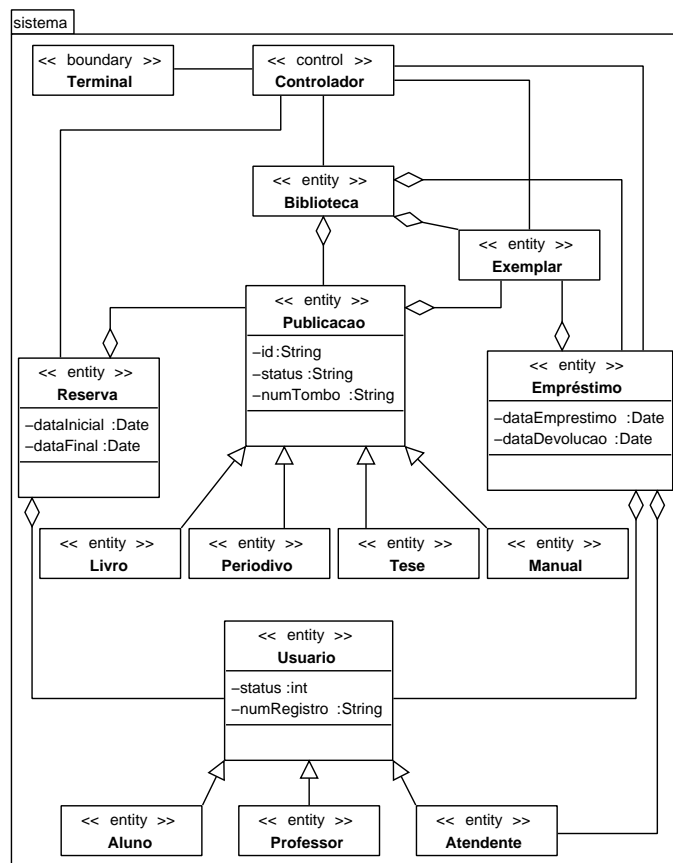 sistema
<< boundary >>
Terminal
<< control >>
Controlador
<< entity >>
Biblioteca
<< entity >>
Exemplar
<< entity >>
Publicacao
–id :String
–status :String
–numTombo :String
<< entity >>
Reserva
–dataInicial :Date
–dataFinal :Date
<< entity >>
Empréstimo
–dataEmprestimo :Date
–dataDevolucao :Date
<< entity >>
Livro
<< entity >>
Periodivo
<< entity >>
Tese
<< entity >>
Manual
<< entity >>
Usuario
–status :int
–numRegistro :String
<< entity >>
Aluno
<< entity >>
Professor
<< entity >>
Atendente